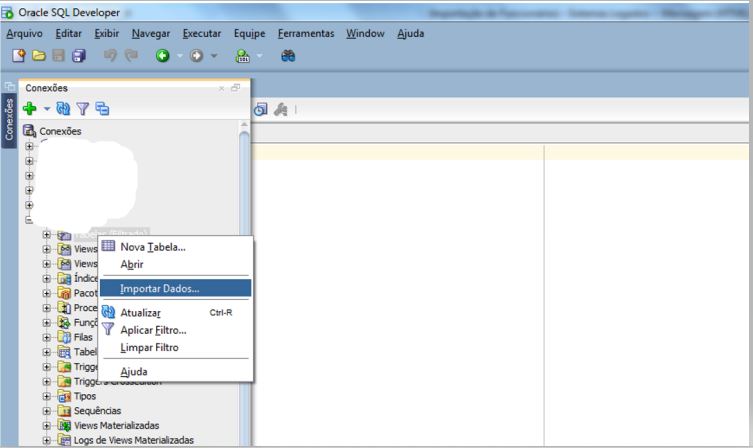 Oracle SQL Developer
Arquivo Editar Exibir Navegar Executar Equipe Ferramentas Window Ajuda
Conexões
Conexões
Conexões
Tabelas (Filtrado)
Nova Tabela...
Abrir
Importar Dados...
Atualizar Ctrl-R
Aplicar Filtro...
Limpar Filtro
Ajuda
Views
Views
Índice
Pacot
Proce
Funçõ
Filas
Tabel
Trigge
Triggers Crossedition
Tipos
Sequências
Views Materializadas
Logs de Views Materializadas